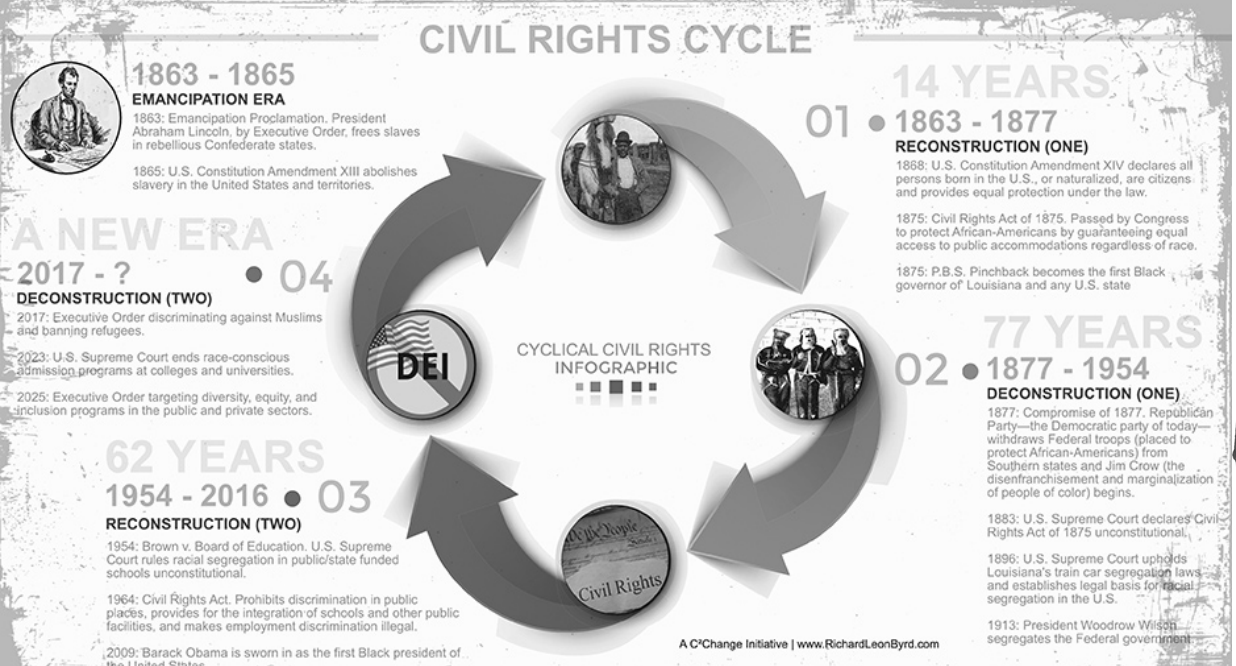 CIVIL RIGHTS CYCLE
1863 - 1865
EMANCIPATION ERA
1863: Emancipation Proclamation. President
Abraham Lincoln, by Executive Order, frees slaves
in rebellious Confederate states.
1865: U.S. Constitution Amendment XIII abolishes
slavery in the United States and territories.
14 YEARS
01 ● 1863 - 1877
RECONSTRUCTION (ONE)
1868: U.S. Constitution Amendment XIV declares all
persons born in the U.S., or naturalized, are citizens
and provides equal protection under the law.
1875: Civil Rights Act of 1875. Passed by Congress
to protect African-Americans by guaranteeing equal
access to public accommodations regardless of race.
1875: P.B.S. Pinchback becomes the first Black
governor of Louisiana and any U.S. state
77 YEARS
02 ● 1877 - 1954
DECONSTRUCTION (ONE)
1877: Compromise of 1877. Republican
Party—the Democratic party of today—
withdraws Federal troops (placed to
protect African-Americans) from
Southern states and Jim Crow (the
disenfranchisement and marginalization
of people of color) begins.
1883: U.S. Supreme Court declares Civil
Rights Act of 1875 unconstitutional.
1896: U.S. Supreme Court upholds
Louisiana's train car segregation laws
and establishes legal basis for racial
segregation in the U.S.
1913: President Woodrow Wilson
segregates the Federal government.
62 YEARS
1954 - 2016 ● 03
RECONSTRUCTION (TWO)
1954: Brown v. Board of Education. U.S. Supreme
Court rules racial segregation in public/state funded
schools unconstitutional.
1964: Civil Rights Act. Prohibits discrimination in public
places, provides for the integration of schools and other public
facilities, and makes employment discrimination illegal.
2009: Barack Obama is sworn in as the first Black president of
the United States
A NEW ERA
2017 - ? ● 04
DECONSTRUCTION (TWO)
2017: Executive Order discriminating against Muslims
and banning refugees.
2023: U.S. Supreme Court ends race-conscious
admission programs at colleges and universities.
2025: Executive Order targeting diversity, equity, and
inclusion programs in the public and private sectors.
DEI
CYCLICAL CIVIL RIGHTS
INFOGRAPHIC
We the People
Civil Rights
A C²Change Initiative | www.RichardLeonByrd.com